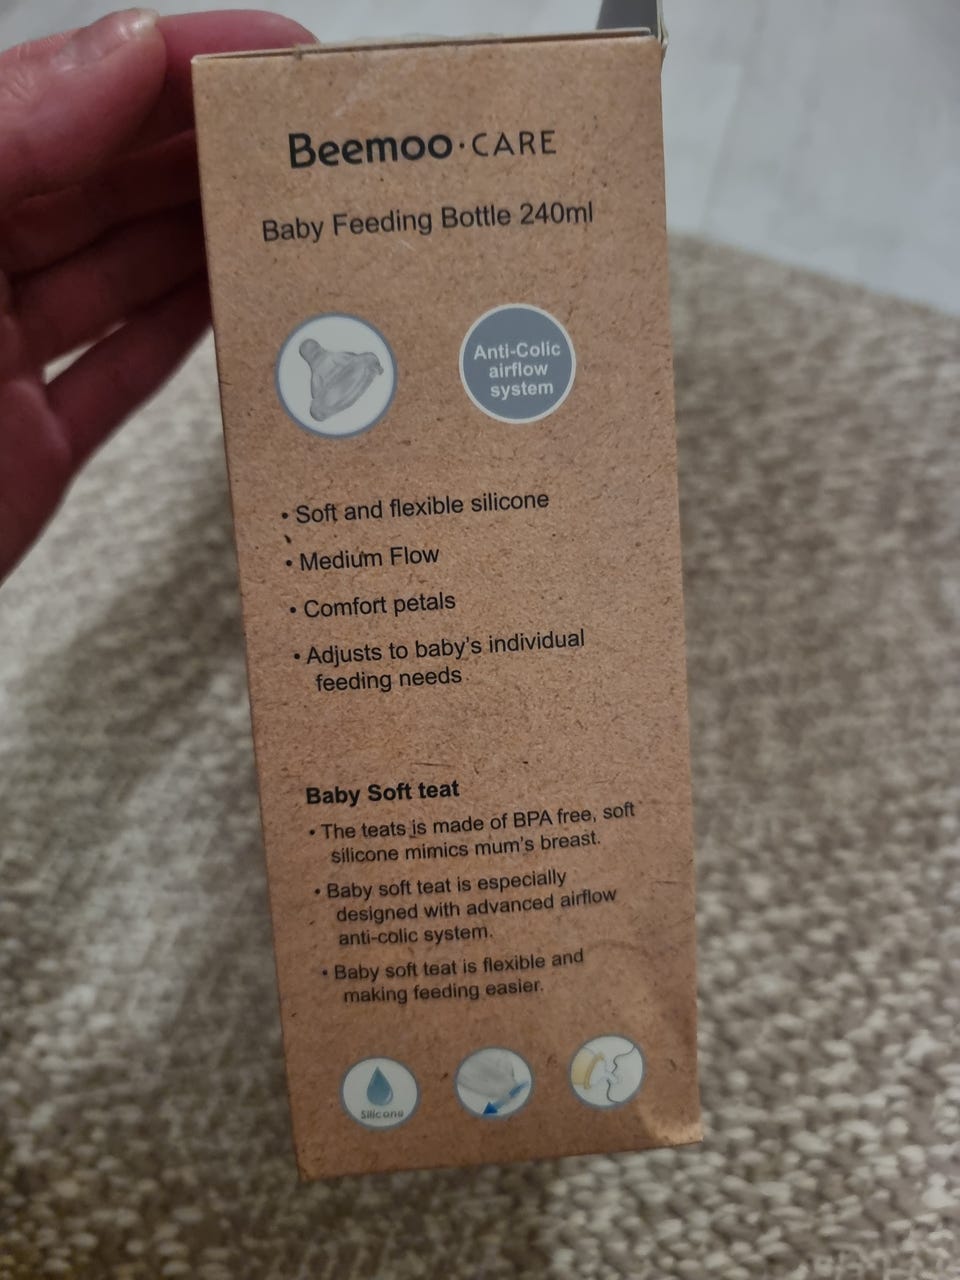 Beemoo·CARE
Baby Feeding Bottle 240ml
Anti-Colic
airflow
system
• Soft and flexible silicone
• Medium Flow
• Comfort petals
• Adjusts to baby's individual
feeding needs
Baby Soft teat
• The teats is made of BPA free, soft
silicone mimics mum's breast.
• Baby soft teat is especially
designed with advanced airflow
anti-colic system.
• Baby soft teat is flexible and
making feeding easier.
Silicone